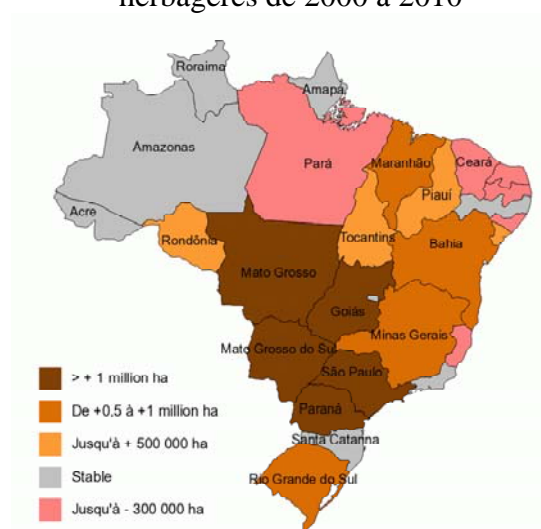 herbagères de 2000 à 2010
Roraima
Amapá
Amazonas
Pará
Maranhão
Ceará
Piauí
Acre
Rondônia
Tocantins
Bahia
Mato Grosso
Goiás
Minas Gerais
Mato Grosso do Sul
São Paulo
Paraná
Santa Catarina
Rio Grande do Sul
> + 1 million ha
De +0,5 à +1 million ha
Jusqu'à + 500 000 ha
Stable
Jusqu'à - 300 000 ha